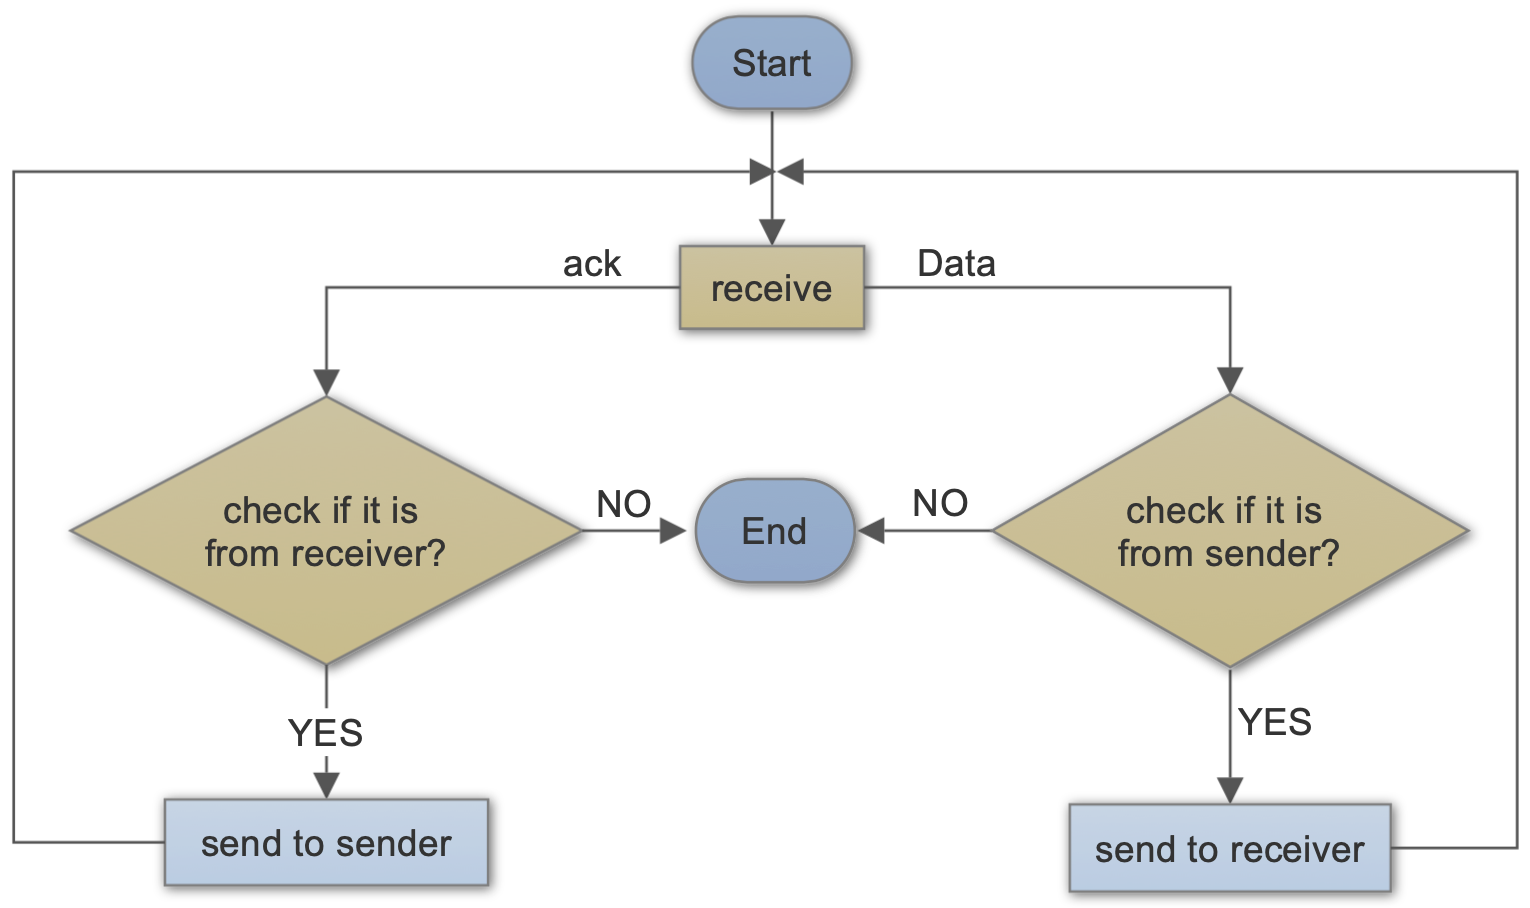 Start
ack
Data
receive
check if it is
from receiver?
NO
End
NO
check if it is
from sender?
YES
YES
send to sender
send to receiver